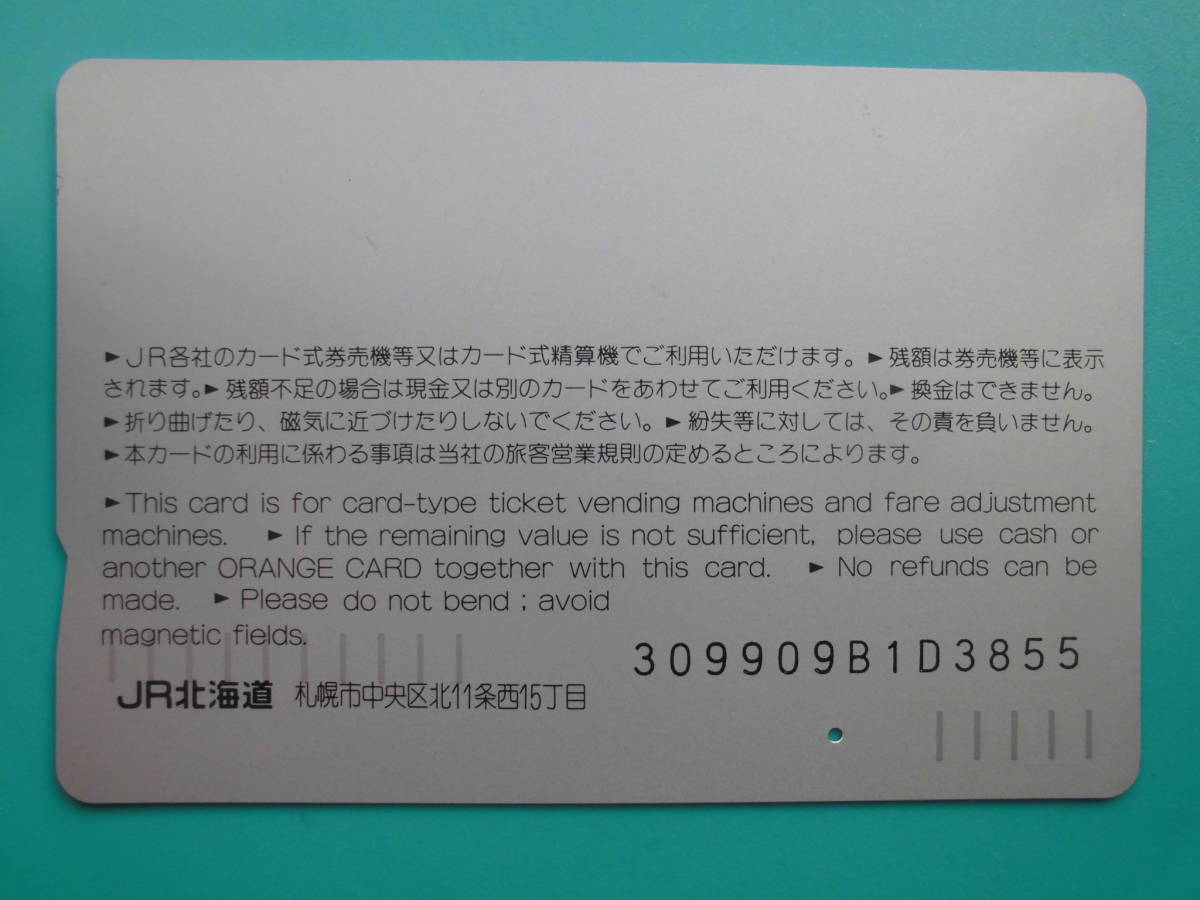 ►JR各社のカード式券売機等又はカード式精算機でご利用いただけます。►残額は券売機等に表示
されます。►残額不足の場合は現金又は別のカードをあわせてご利用ください。►換金はできません。
►折り曲げたり、磁気に近づけたりしないでください。►紛失等に対しては、その責を負いません。
►本カードの利用に係わる事項は当社の旅客営業規則の定めるところによります。
►This card is for card-type ticket vending machines and fare adjustment
machines. ►If the remaining value is not sufficient, please use cash or
another ORANGE CARD together with this card. ►No refunds can be
made. ►Please do not bend ; avoid
magnetic fields.
309909B1D3855
JR北海道 札幌市中央区北11条西15丁目